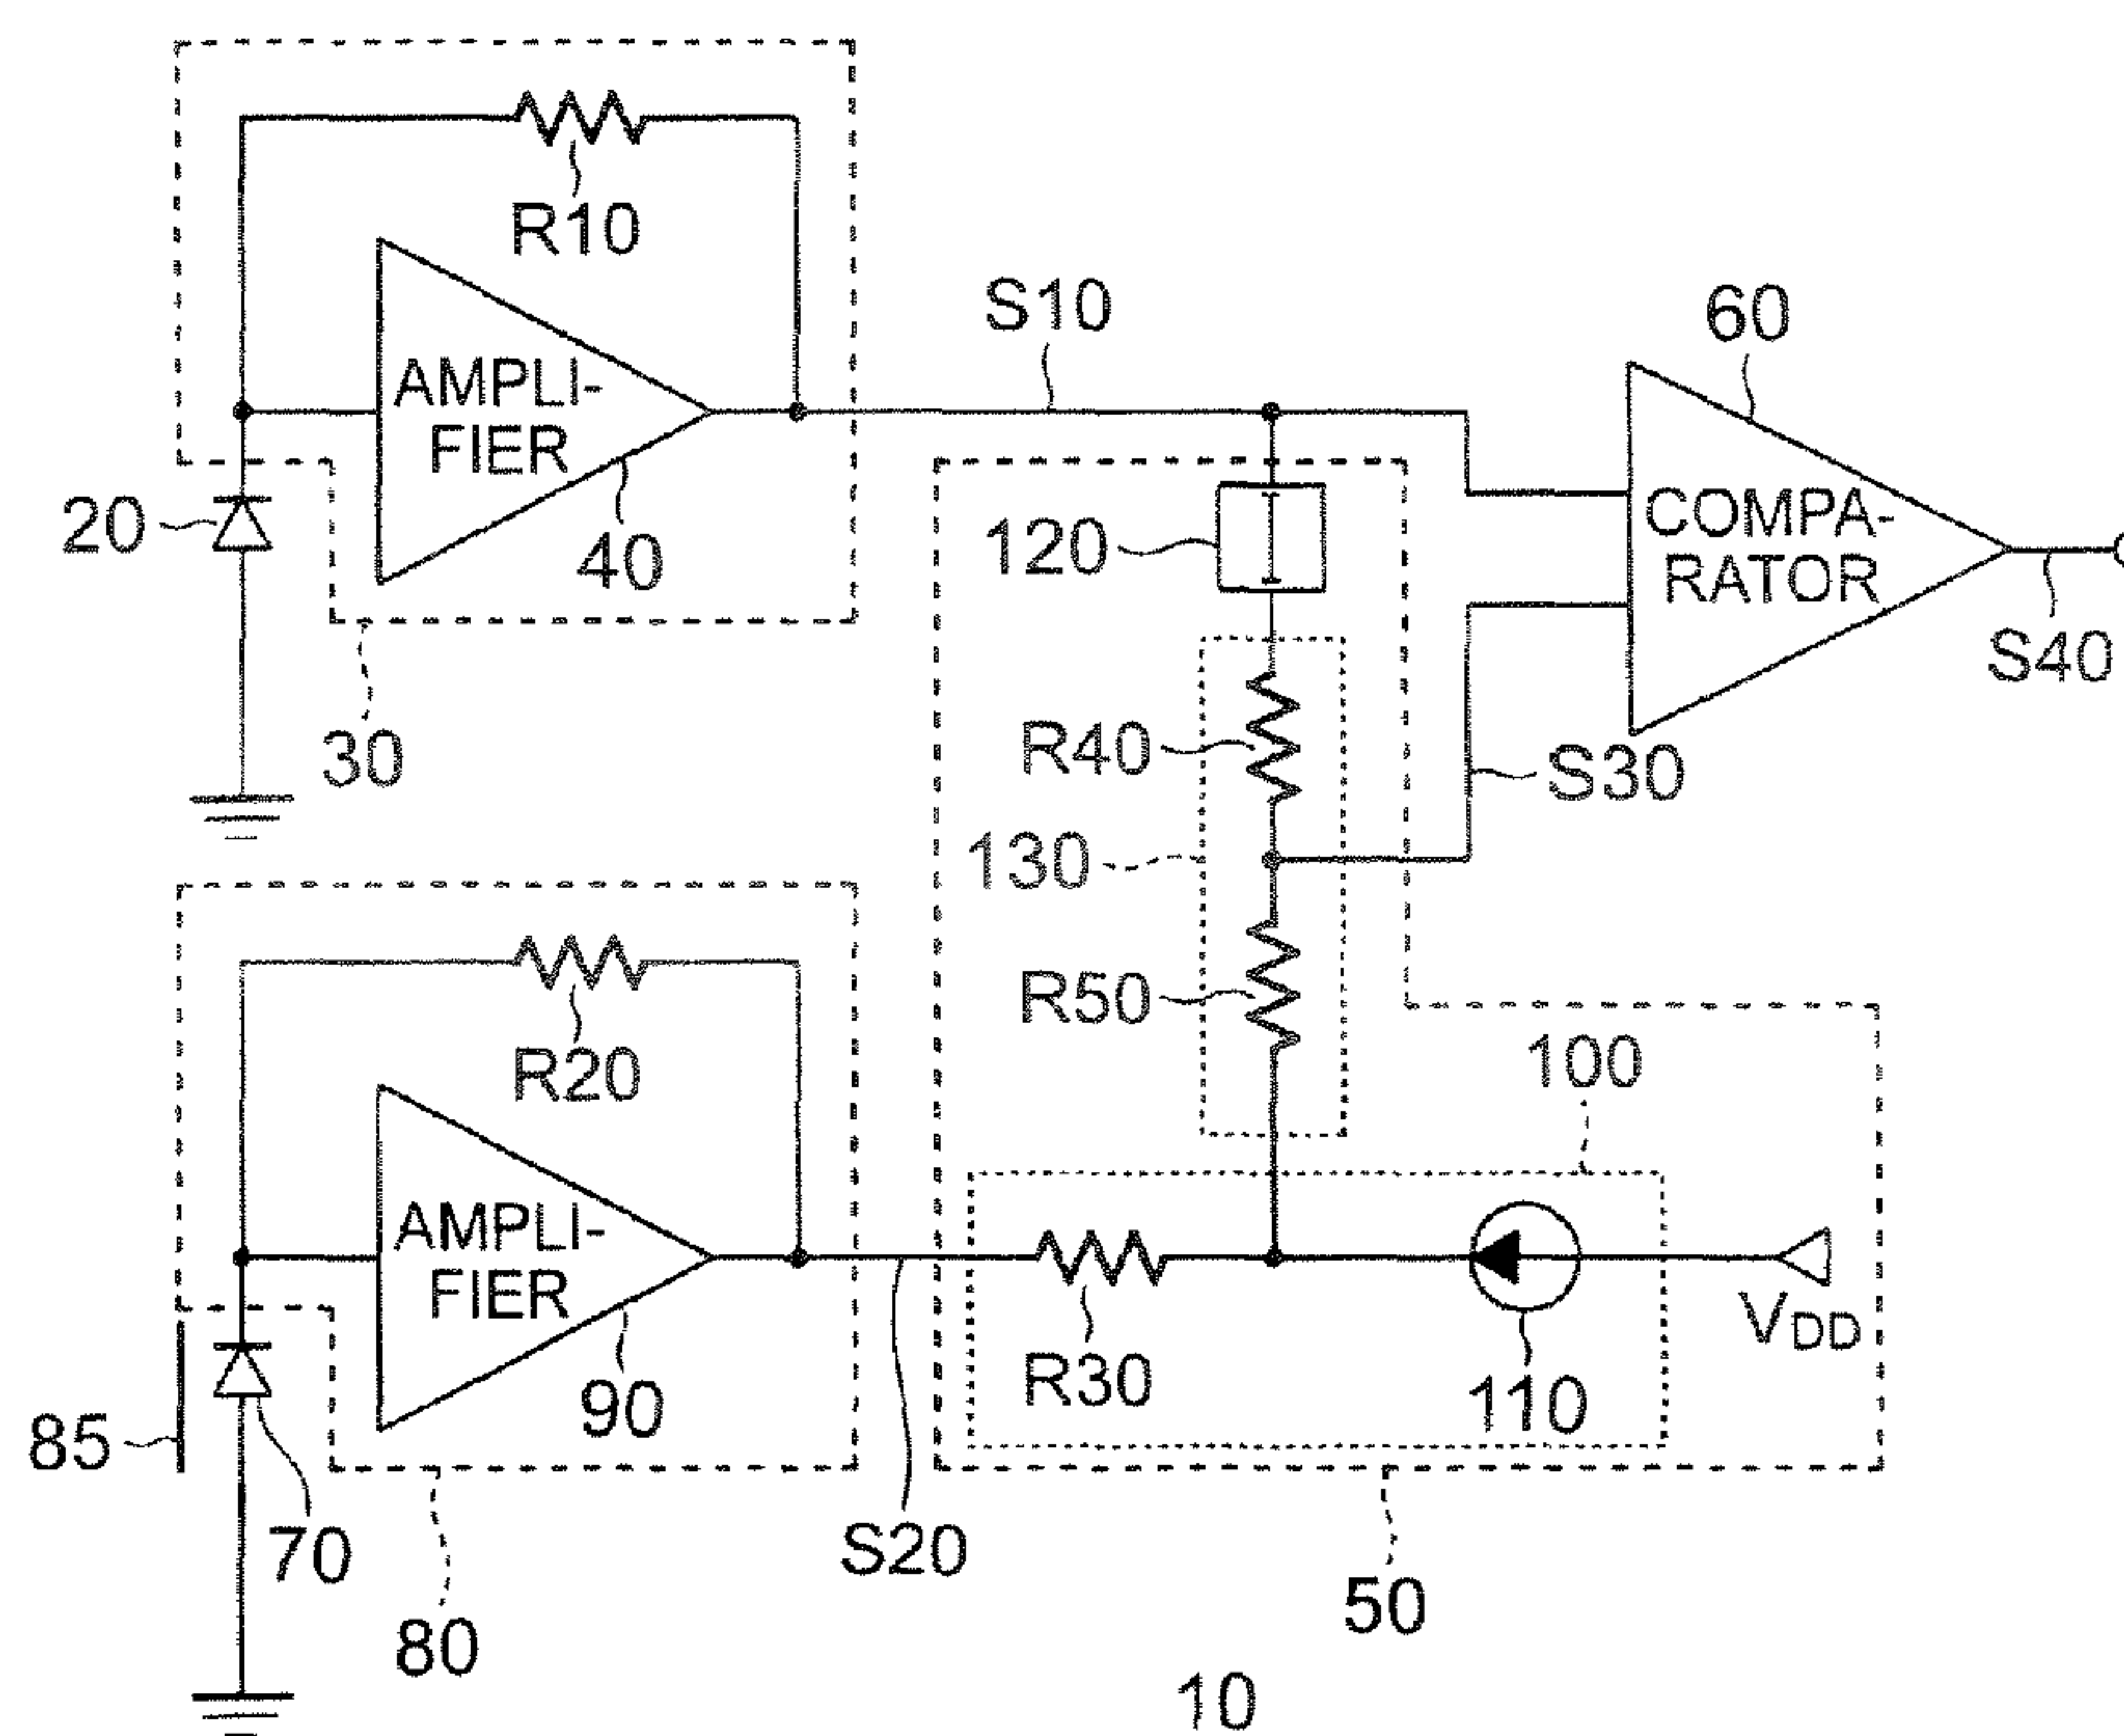 R10
S10
60
AMPLI-
FIER
20
40
120
COMPA-
RATOR
S40
30
R40
S30
130
R50
R20
100
AMPLI-
FIER
90
R30
110
VDD
85
70
S20
80
50
10